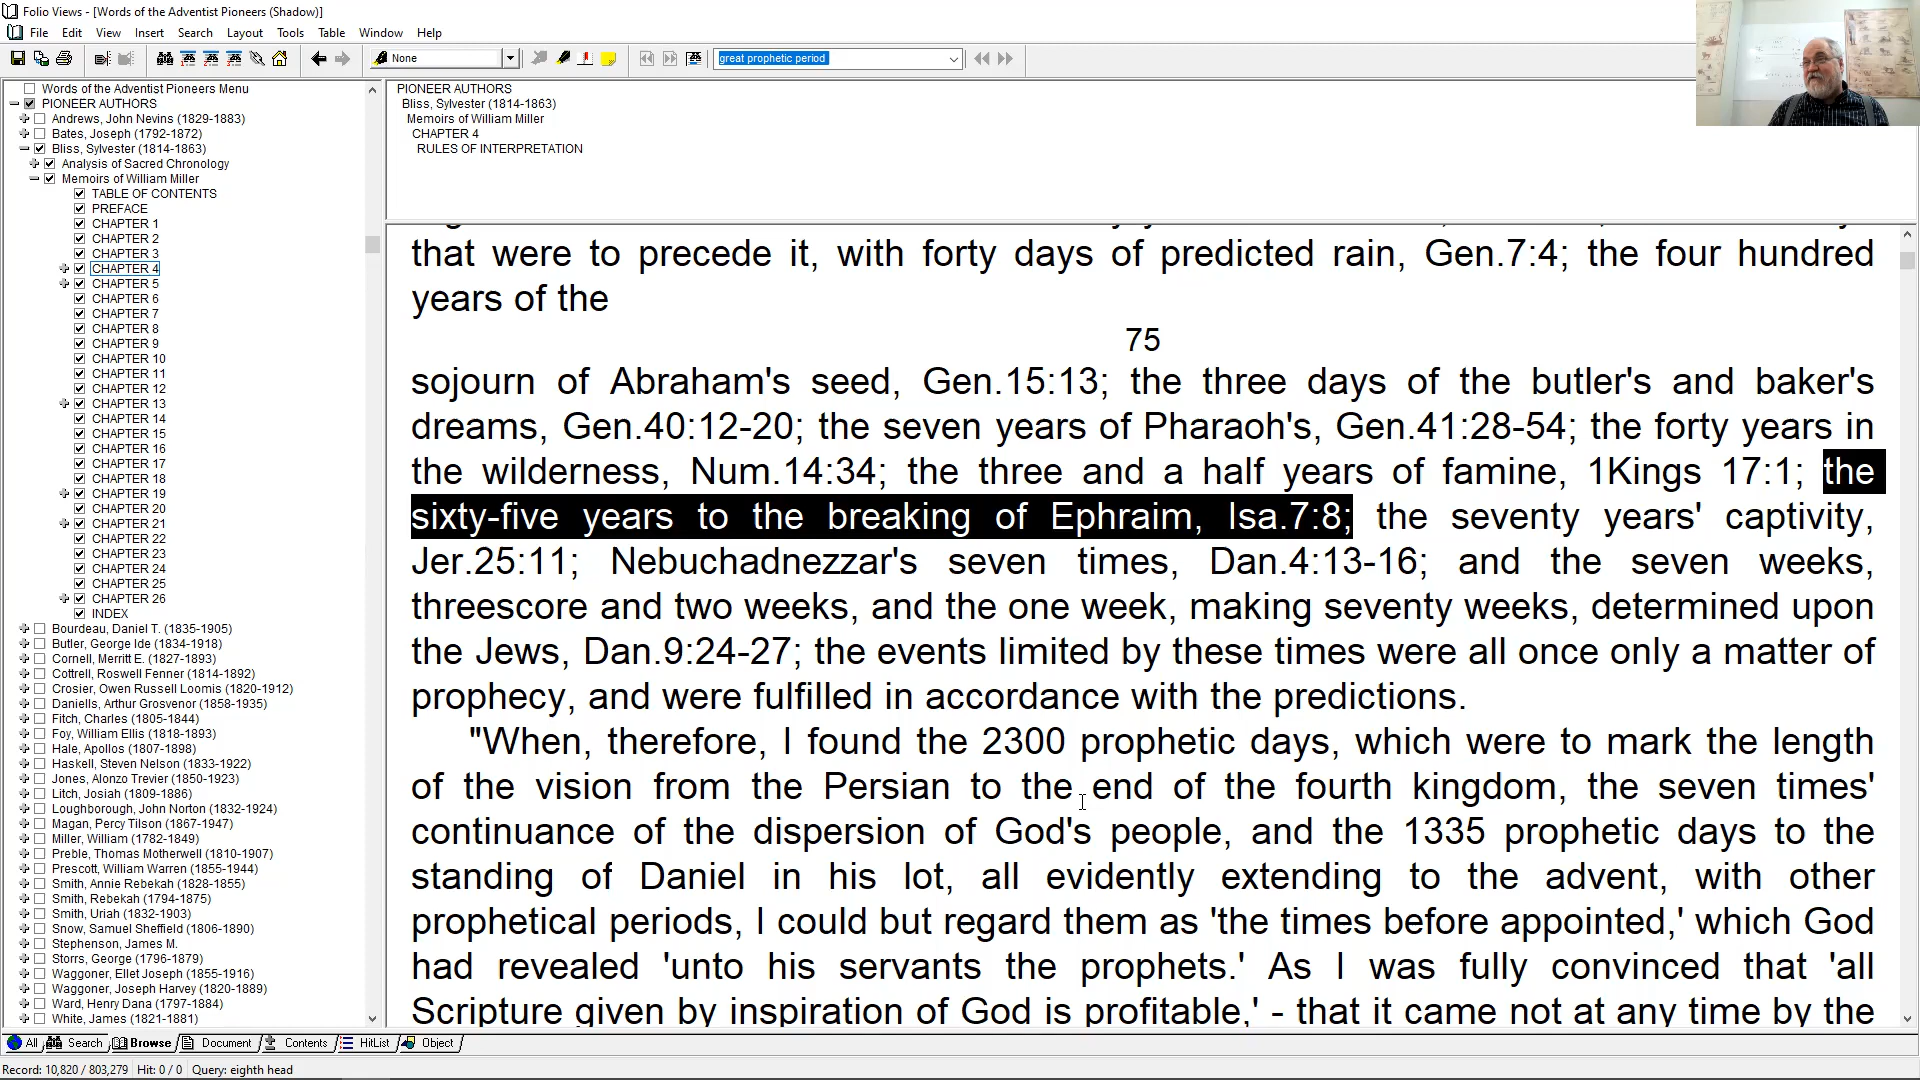 Folio Views - [Words of the Adventist Pioneers (Shadow)]
File Edit View Insert Search Layout Tools Table Window Help
None
great prophetic period
Words of the Adventist Pioneers Menu
PIONEER AUTHORS
Andrews, John Nevins (1829-1883)
Bates, Joseph (1792-1872)
Bliss, Sylvester (1814-1863)
Analysis of Sacred Chronology
Memoirs of William Miller
TABLE OF CONTENTS
PREFACE
CHAPTER 1
CHAPTER 2
CHAPTER 3
CHAPTER 4
CHAPTER 5
CHAPTER 6
CHAPTER 7
CHAPTER 8
CHAPTER 9
CHAPTER 10
CHAPTER 11
CHAPTER 12
CHAPTER 13
CHAPTER 14
CHAPTER 15
CHAPTER 16
CHAPTER 17
CHAPTER 18
CHAPTER 19
CHAPTER 20
CHAPTER 21
CHAPTER 22
CHAPTER 23
CHAPTER 24
CHAPTER 25
CHAPTER 26
INDEX
Bourdeau, Daniel T. (1835-1905)
Butler, George Ide (1834-1918)
Cornell, Merritt E. (1827-1893)
Cottrell, Roswell Fenner (1814-1892)
Crosier, Owen Russell Loomis (1820-1912)
Daniells, Arthur Grosvenor (1858-1935)
Fitch, Charles (1805-1844)
Foy, William Ellis (1818-1893)
Hale, Apollos (1807-1898)
Haskell, Steven Nelson (1833-1922)
Jones, Alonzo Trevier (1850-1923)
Litch, Josiah (1809-1886)
Loughborough, John Norton (1832-1924)
Magan, Percy Tilson (1867-1947)
Miller, William (1782-1849)
Preble, Thomas Motherwell (1810-1907)
Prescott, William Warren (1855-1944)
Smith, Annie Rebekah (1828-1855)
Smith, Rebekah (1794-1875)
Smith, Uriah (1832-1903)
Snow, Samuel Sheffield (1806-1890)
Stephenson, James M.
Storrs, George (1796-1879)
Waggoner, Ellet Joseph (1855-1916)
Waggoner, Joseph Harvey (1820-1889)
Ward, Henry Dana (1797-1884)
White, James (1821-1881)
PIONEER AUTHORS
Bliss, Sylvester (1814-1863)
Memoirs of William Miller
CHAPTER 4
RULES OF INTERPRETATION
that were to precede it, with forty days of predicted rain, Gen.7:4; the four hundred
years of the
75
sojourn of Abraham's seed, Gen.15:13; the three days of the butler's and baker's
dreams, Gen.40:12-20; the seven years of Pharaoh's, Gen.41:28-54; the forty years in
the wilderness, Num.14:34; the three and a half years of famine, 1Kings 17:1; the
sixty-five years to the breaking of Ephraim, Isa.7:8; the seventy years' captivity,
Jer.25:11; Nebuchadnezzar's seven times, Dan.4:13-16; and the seven weeks,
threescore and two weeks, and the one week, making seventy weeks, determined upon
the Jews, Dan.9:24-27; the events limited by these times were all once only a matter of
prophecy, and were fulfilled in accordance with the predictions.
"When, therefore, I found the 2300 prophetic days, which were to mark the length
of the vision from the Persian to the end of the fourth kingdom, the seven times'
continuance of the dispersion of God's people, and the 1335 prophetic days to the
standing of Daniel in his lot, all evidently extending to the advent, with other
prophetical periods, I could but regard them as 'the times before appointed,' which God
had revealed 'unto his servants the prophets.' As I was fully convinced that 'all
Scripture given by inspiration of God is profitable,' - that it came not at any time by the
All Search Browse Document Contents HitList Object
Record: 10,820 / 803,279 Hit: 0 / 0 Query: eighth head